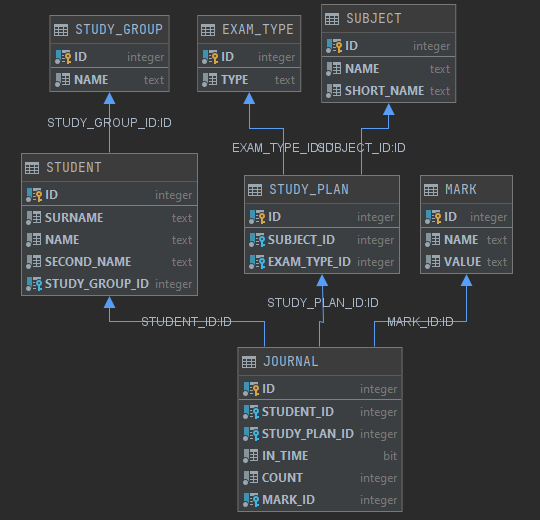 STUDY_GROUP
ID integer
NAME text
EXAM_TYPE
ID integer
TYPE text
SUBJECT
ID integer
NAME text
SHORT_NAME text
STUDY_GROUP_ID:ID
EXAM_TYPE_ID:ID
SUBJECT_ID:ID
STUDENT
ID integer
SURNAME text
NAME text
SECOND_NAME text
STUDY_GROUP_ID integer
STUDY_PLAN
ID integer
SUBJECT_ID integer
EXAM_TYPE_ID integer
MARK
ID integer
NAME text
VALUE text
STUDY_PLAN_ID:ID
STUDENT_ID:ID
MARK_ID:ID
JOURNAL
ID integer
STUDENT_ID integer
STUDY_PLAN_ID integer
IN_TIME bit
COUNT integer
MARK_ID integer